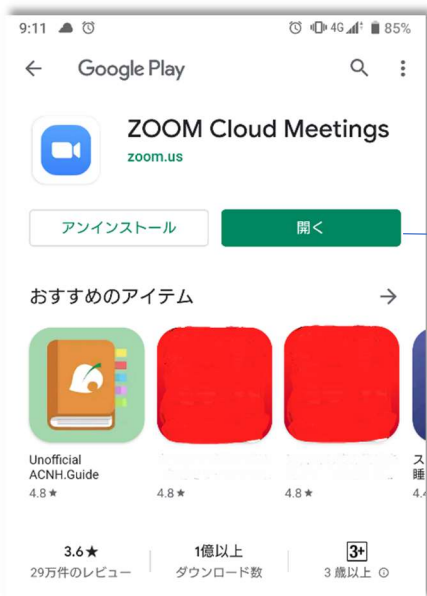 9:11
4G 85%
Google Play
ZOOM Cloud Meetings
zoom.us
アンインストール 開く
おすすめのアイテム
Unofficial
ACNH.Guide
4.8★ 4.8★ 4.8★
ス
睡
3.6★ 1億以上 3+
29万件のレビュー ダウンロード数 3 歳以上